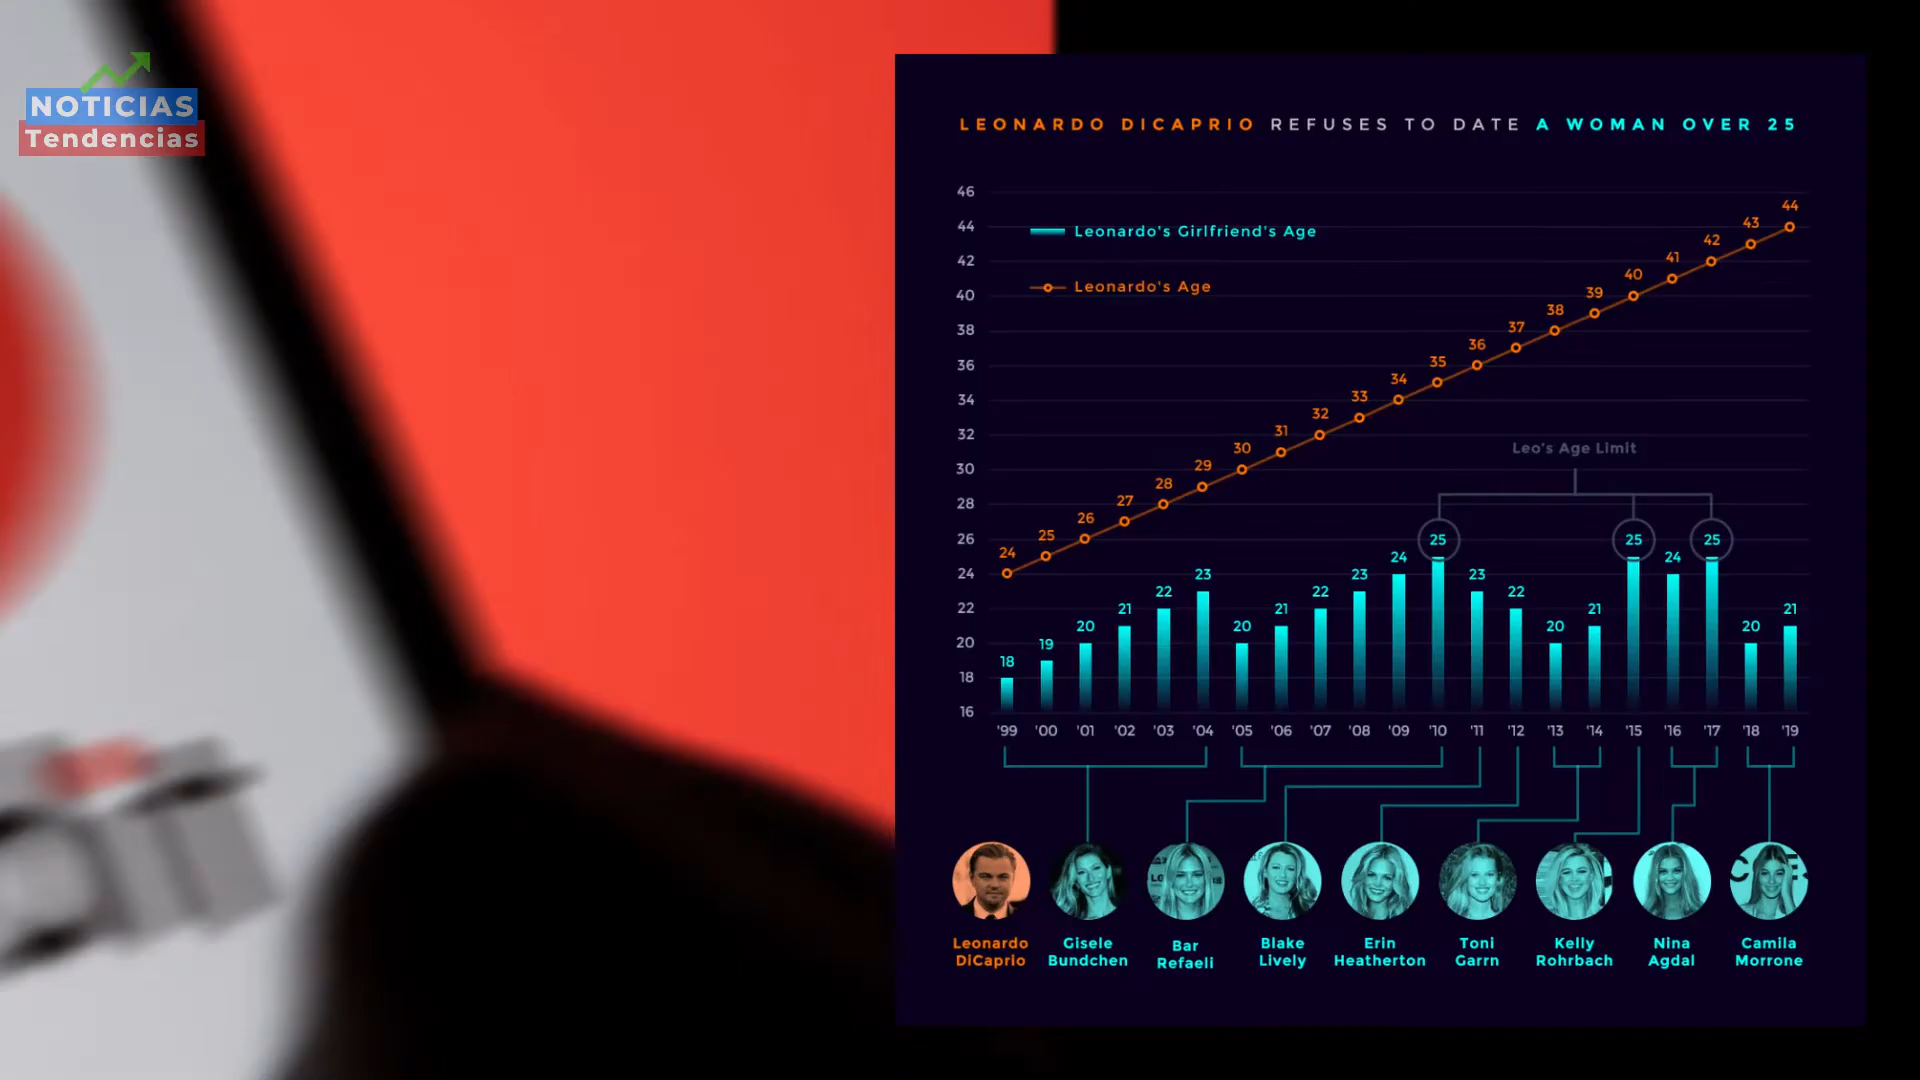 NOTICIAS
Tendencias
LEONARDO DICAPRIO REFUSES TO DATE A WOMAN OVER 25
46
44
42
40
38
36
34
32
30
28
26
24
22
20
18
16
Leonardo's Girlfriend's Age
Leonardo's Age
24 25 26 27 28 29 30 31 32 33 34 35 36 37 38 39 40 41 42 43 44
Leo's Age Limit
18 19 20 21 22 23 20 21 22 23 24 25 23 22 20 21 25 24 25 20 21
'99 '00 '01 '02 '03 '04 '05 '06 '07 '08 '09 '10 '11 '12 '13 '14 '15 '16 '17 '18 '19
Leonardo
DiCaprio
Gisele
Bundchen
Bar
Refaeli
Blake
Lively
Erin
Heatherton
Toni
Garrn
Kelly
Rohrbach
Nina
Agdal
Camila
Morrone